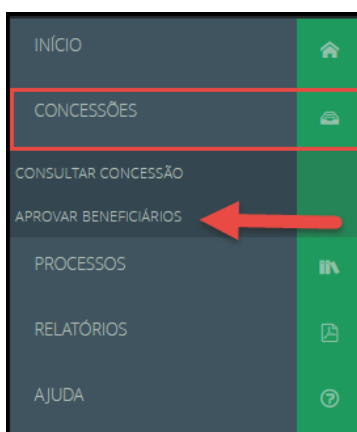 INÍCIO
CONCESSÕES
CONSULTAR CONCESSÃO
APROVAR BENEFICIÁRIOS
PROCESSOS
RELATÓRIOS
AJUDA